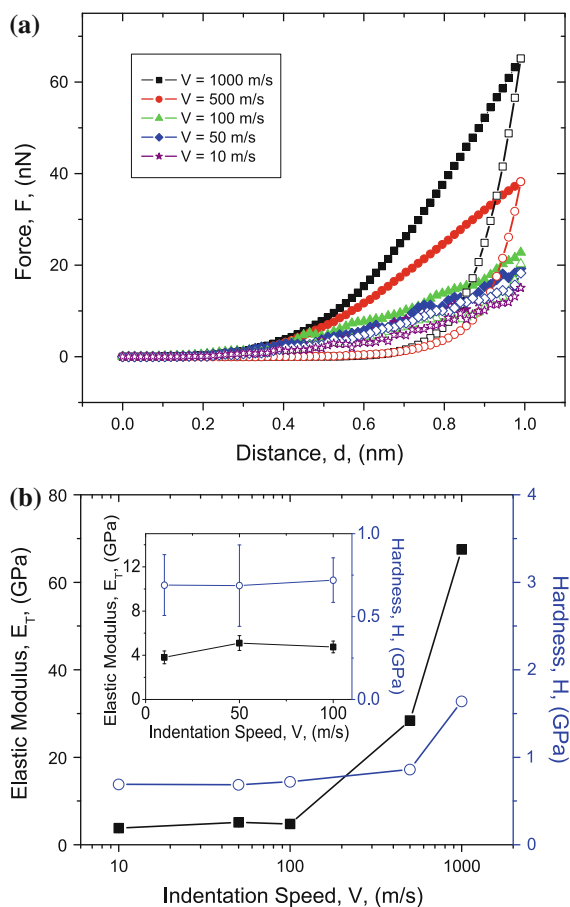 (a)
60
40
20
0
Force, F, (nN)
V = 1000 m/s
V = 500 m/s
V = 100 m/s
V = 50 m/s
V = 10 m/s
0.0 0.2 0.4 0.6 0.8 1.0
Distance, d, (nm)
(b)
80
60
40
20
0
Elastic Modulus, E_T, (GPa)
4
3
2
1
0
Hardness, H, (GPa)
12
8
4
0
Elastic Modulus, E_T, (GPa)
1.0
0.5
0.0
Hardness, H, (GPa)
0 50 100
Indentation Speed, V, (m/s)
10 100 1000
Indentation Speed, V, (m/s)